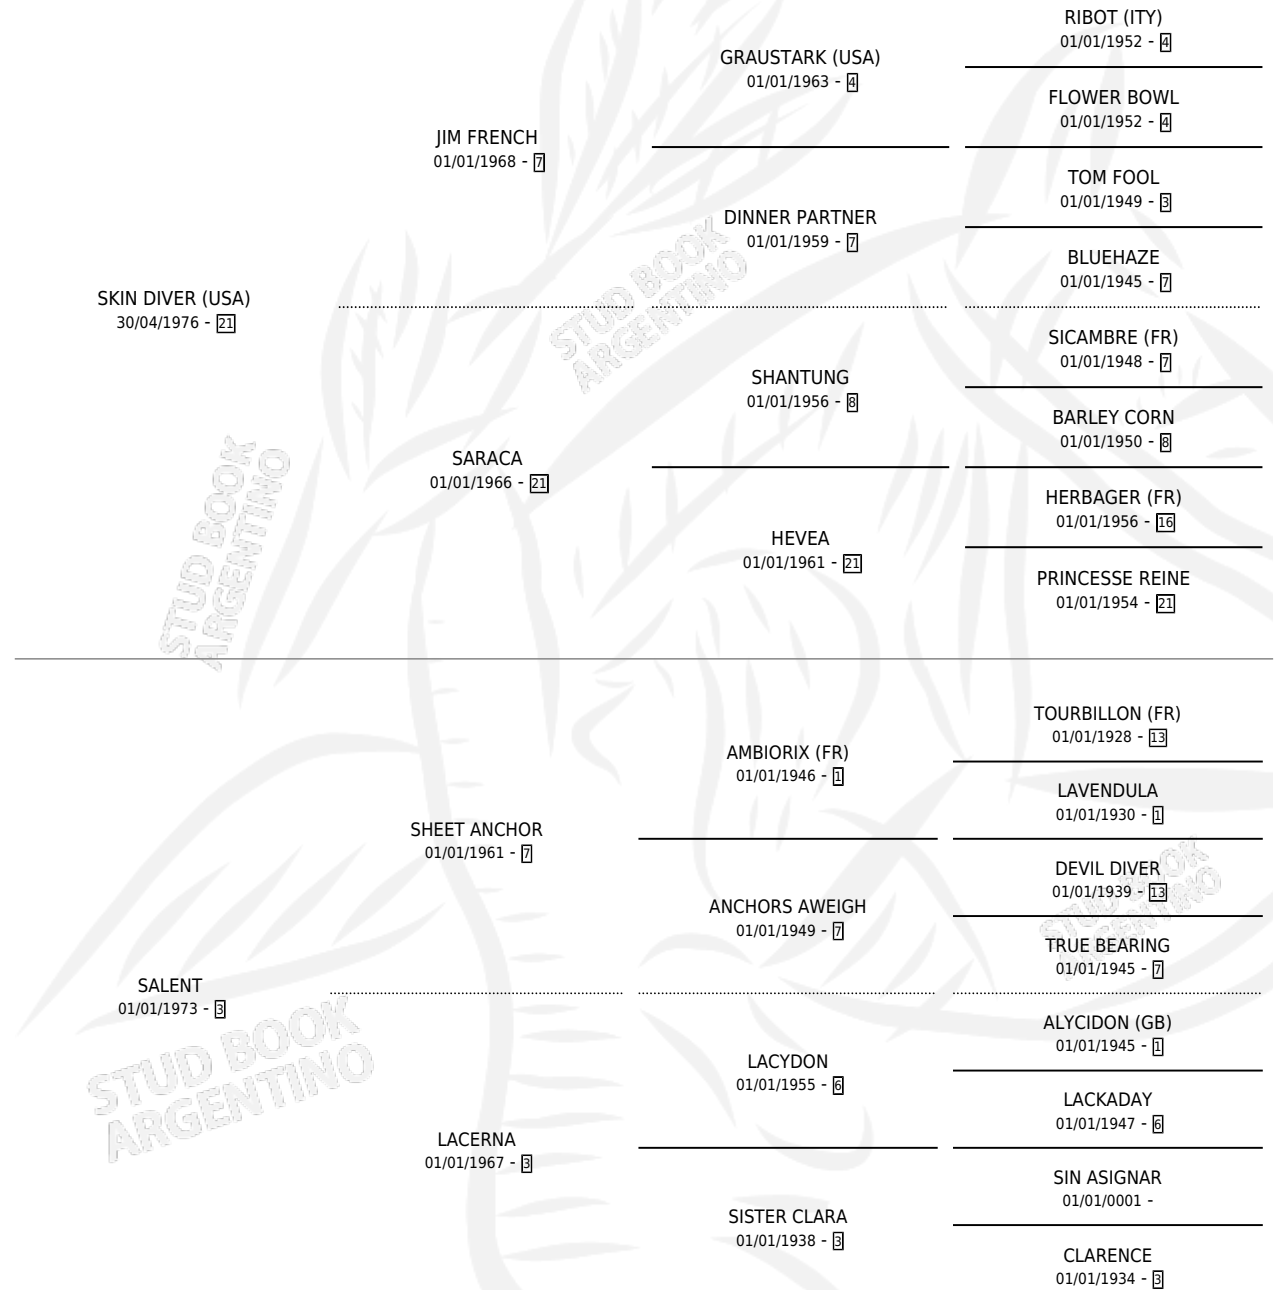 RIBOT (ITY)
01/01/1952 - 4
GRAUSTARK (USA)
01/01/1963 - 4
FLOWER BOWL
01/01/1952 - 4
JIM FRENCH
01/01/1968 - 7
TOM FOOL
01/01/1949 - 3
DINNER PARTNER
01/01/1959 - 7
BLUEHAZE
01/01/1945 - 7
SKIN DIVER (USA)
30/04/1976 - 21
STUD BOOK
ARGENTINO
SICAMBRE (FR)
01/01/1948 - 7
SHANTUNG
01/01/1956 - 8
BARLEY CORN
01/01/1950 - 8
SARACA
01/01/1966 - 21
HERBAGER (FR)
01/01/1956 - 16
HEVEA
01/01/1961 - 21
PRINCESSE REINE
01/01/1954 - 21
STUD BOOK
ARGENTINO
TOURBILLON (FR)
01/01/1928 - 13
AMBIORIX (FR)
01/01/1946 - 1
LAVENDULA
01/01/1930 - 1
SHEET ANCHOR
01/01/1961 - 7
DEVIL DIVER
01/01/1939 - 13
ANCHORS AWEIGH
01/01/1949 - 7
STUD BOOK
ARGENTINO
TRUE BEARING
01/01/1945 - 7
SALENT
01/01/1973 - 3
ALYCIDON (GB)
01/01/1945 - 1
LACYDON
01/01/1955 - 6
LACKADAY
01/01/1947 - 6
STUD BOOK
ARGENTINO
LACERNA
01/01/1967 - 3
SIN ASIGNAR
01/01/0001 -
SISTER CLARA
01/01/1938 - 3
CLARENCE
01/01/1934 - 3